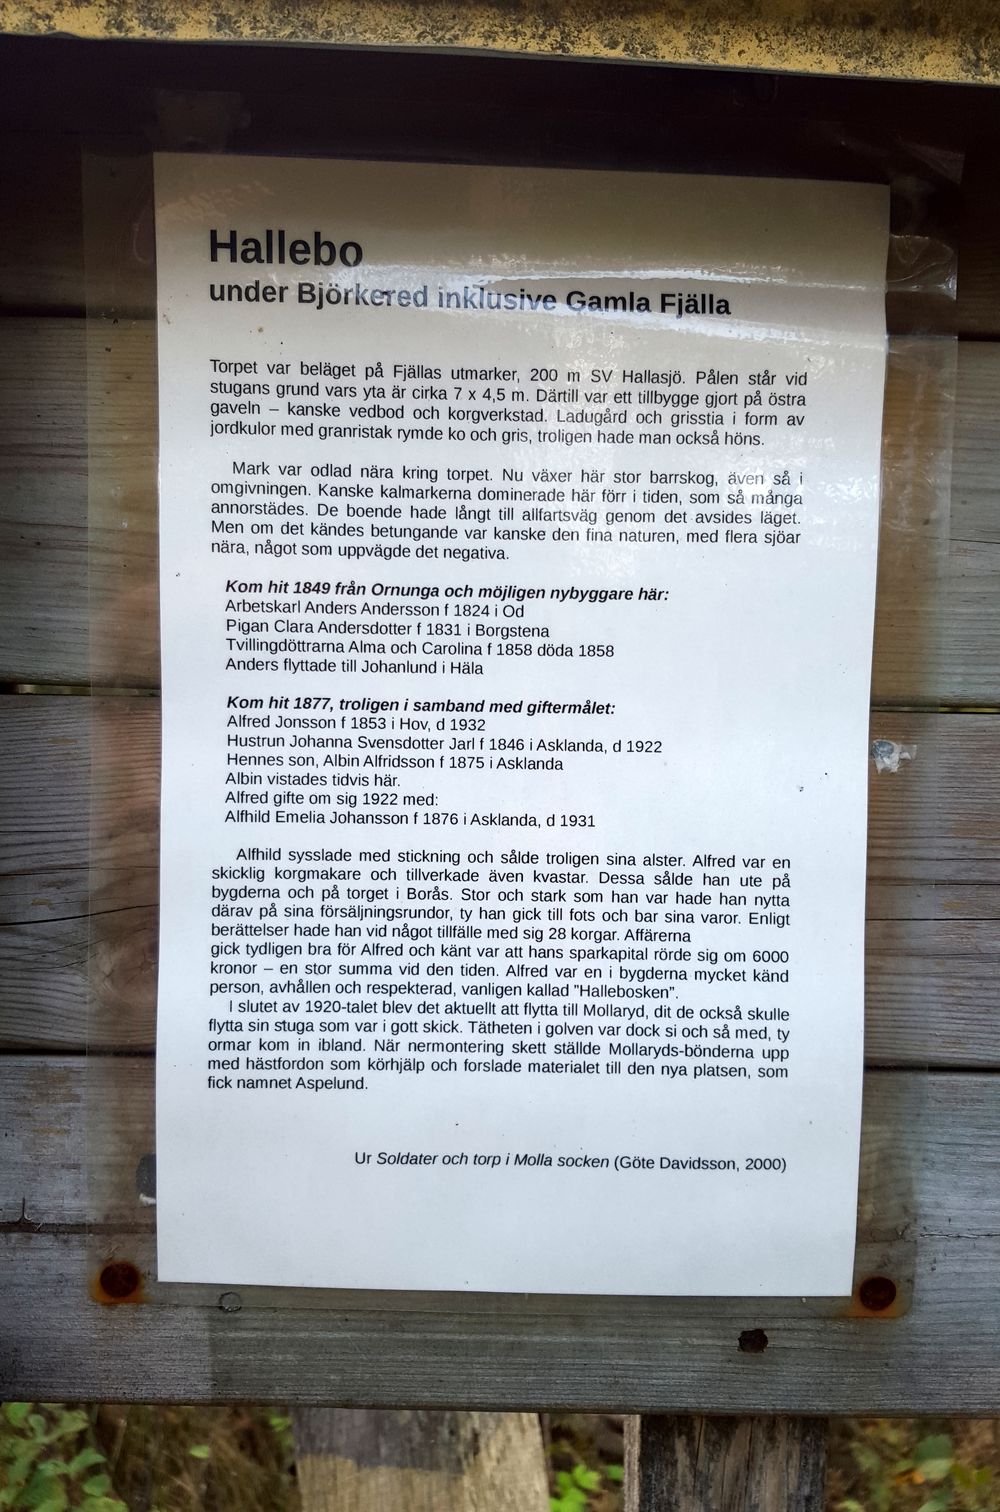 Hallebo
under Björkered inklusive Gamla Fjälla
Torpet var beläget på Fjällas utmarker, 200 m SV Hallasjö. Pålen står vid
stugans grund vars yta är cirka 7 x 4,5 m. Därtill var ett tillbygge gjort på östra
gaveln – kanske vedbod och korgverkstad. Ladugård och grisstia i form av
jordkulor med granristak rymde ko och gris, troligen hade man också höns.
Mark var odlad nära kring torpet. Nu växer här stor barrskog, även så i
omgivningen. Kanske kalmarkerna dominerade här förr i tiden, som så många
annorstädes. De boende hade långt till allfartsväg genom det avsides läget.
Men om det kändes betungande var kanske den fina naturen, med flera sjöar
nära, något som uppvägde det negativa.
Kom hit 1849 från Ornunga och möjligen nybyggare här:
Arbetskarl Anders Andersson f 1824 i Od
Pigan Clara Andersdotter f 1831 i Borgstena
Tvillingdöttrarna Alma och Carolina f 1858 döda 1858
Anders flyttade till Johanlund i Häla
Kom hit 1877, troligen i samband med giftermålet:
Alfred Jonsson f 1853 i Hov, d 1932
Hustrun Johanna Svensdotter Jarl f 1846 i Asklanda, d 1922
Hennes son, Albin Alfridsson f 1875 i Asklanda
Albin vistades tidvis här.
Alfred gifte om sig 1922 med:
Alfhild Emelia Johansson f 1876 i Asklanda, d 1931
Alfhild sysslade med stickning och sålde troligen sina alster. Alfred var en
skicklig korgmakare och tillverkade även kvastar. Dessa sålde han ute på
bygderna och på torget i Borås. Stor och stark som han var hade han nytta
därav på sina försäljningsrundor, ty han gick till fots och bar sina varor. Enligt
berättelser hade han vid något tillfälle med sig 28 korgar. Affärerna
gick tydligen bra för Alfred och känt var att hans sparkapital rörde sig om 6000
kronor – en stor summa vid den tiden. Alfred var en i bygderna mycket känd
person, avhållen och respekterad, vanligen kallad ”Hallebosken”.
I slutet av 1920-talet blev det aktuellt att flytta till Mollaryd, dit de också skulle
flytta sin stuga som var i gott skick. Tätheten i golven var dock si och så med, ty
ormar kom in ibland. När nermontering skett ställde Mollaryds-bönderna upp
med hästfordon som körhjälp och forslade materialet till den nya platsen, som
fick namnet Aspelund.
Ur Soldater och torp i Molla socken (Göte Davidsson, 2000)